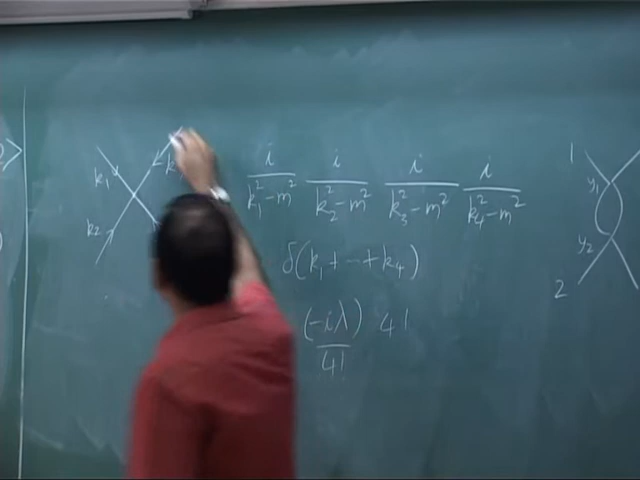 k₁
k₂
k
i/(k₁² − m²) i/(k₂² − m²) i/(k₃² − m²) i/(k₄² − m²)
δ(k₁ + ⋯ + k₄)
(−iλ)/4! 4!
1
y₁
y₂
2